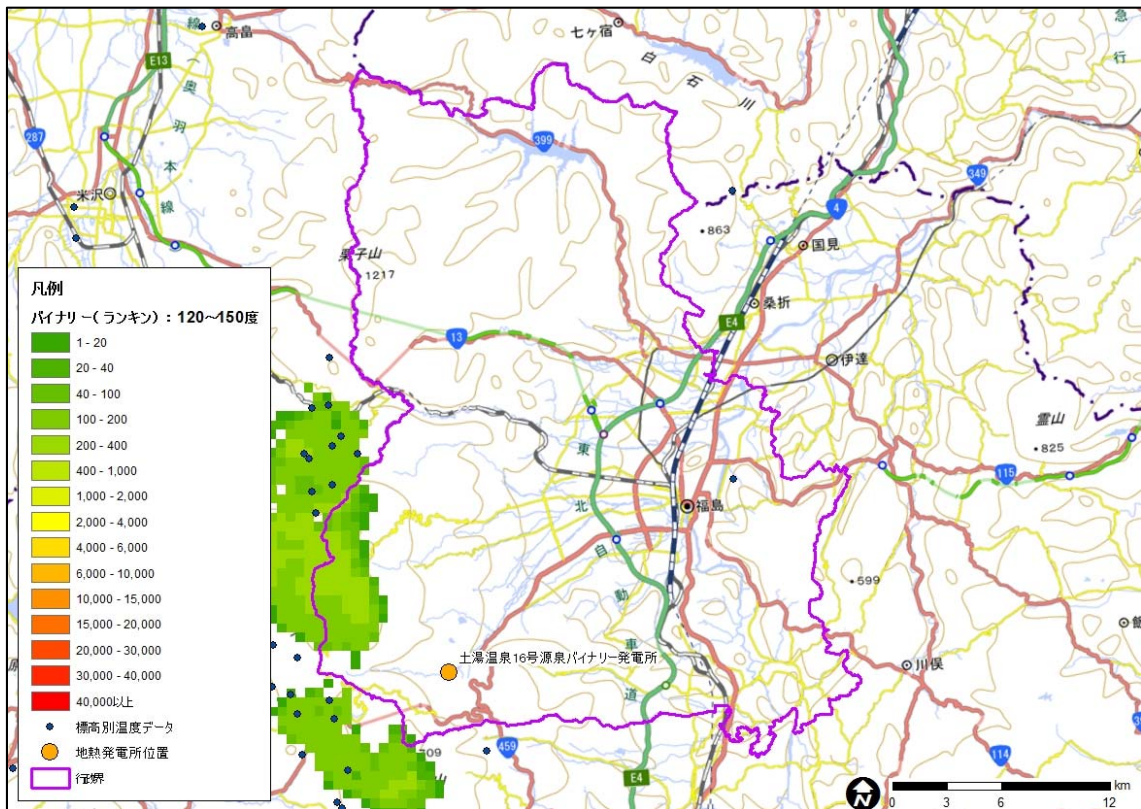 高畠
七ヶ宿
白石川
急行
E13
(奥羽本線
287
399
349
米沢
4
863
国見
栗子山
1217
桑折
E4
13
伊達
霊山
825
115
東北自動車道
福島
599
土湯温泉16号源泉バイナリー発電所
川俣
飯
459
114
E4
凡例
バイナリー(ランキン):120~150度
1 - 20
20 - 40
40 - 100
100 - 200
200 - 400
400 - 1,000
1,000 - 2,000
2,000 - 4,000
4,000 - 6,000
6,000 - 10,000
10,000 - 15,000
15,000 - 20,000
20,000 - 30,000
30,000 - 40,000
40,000以上
標高別温度データ
地熱発電所位置
行政界
N
km
0 3 6 12